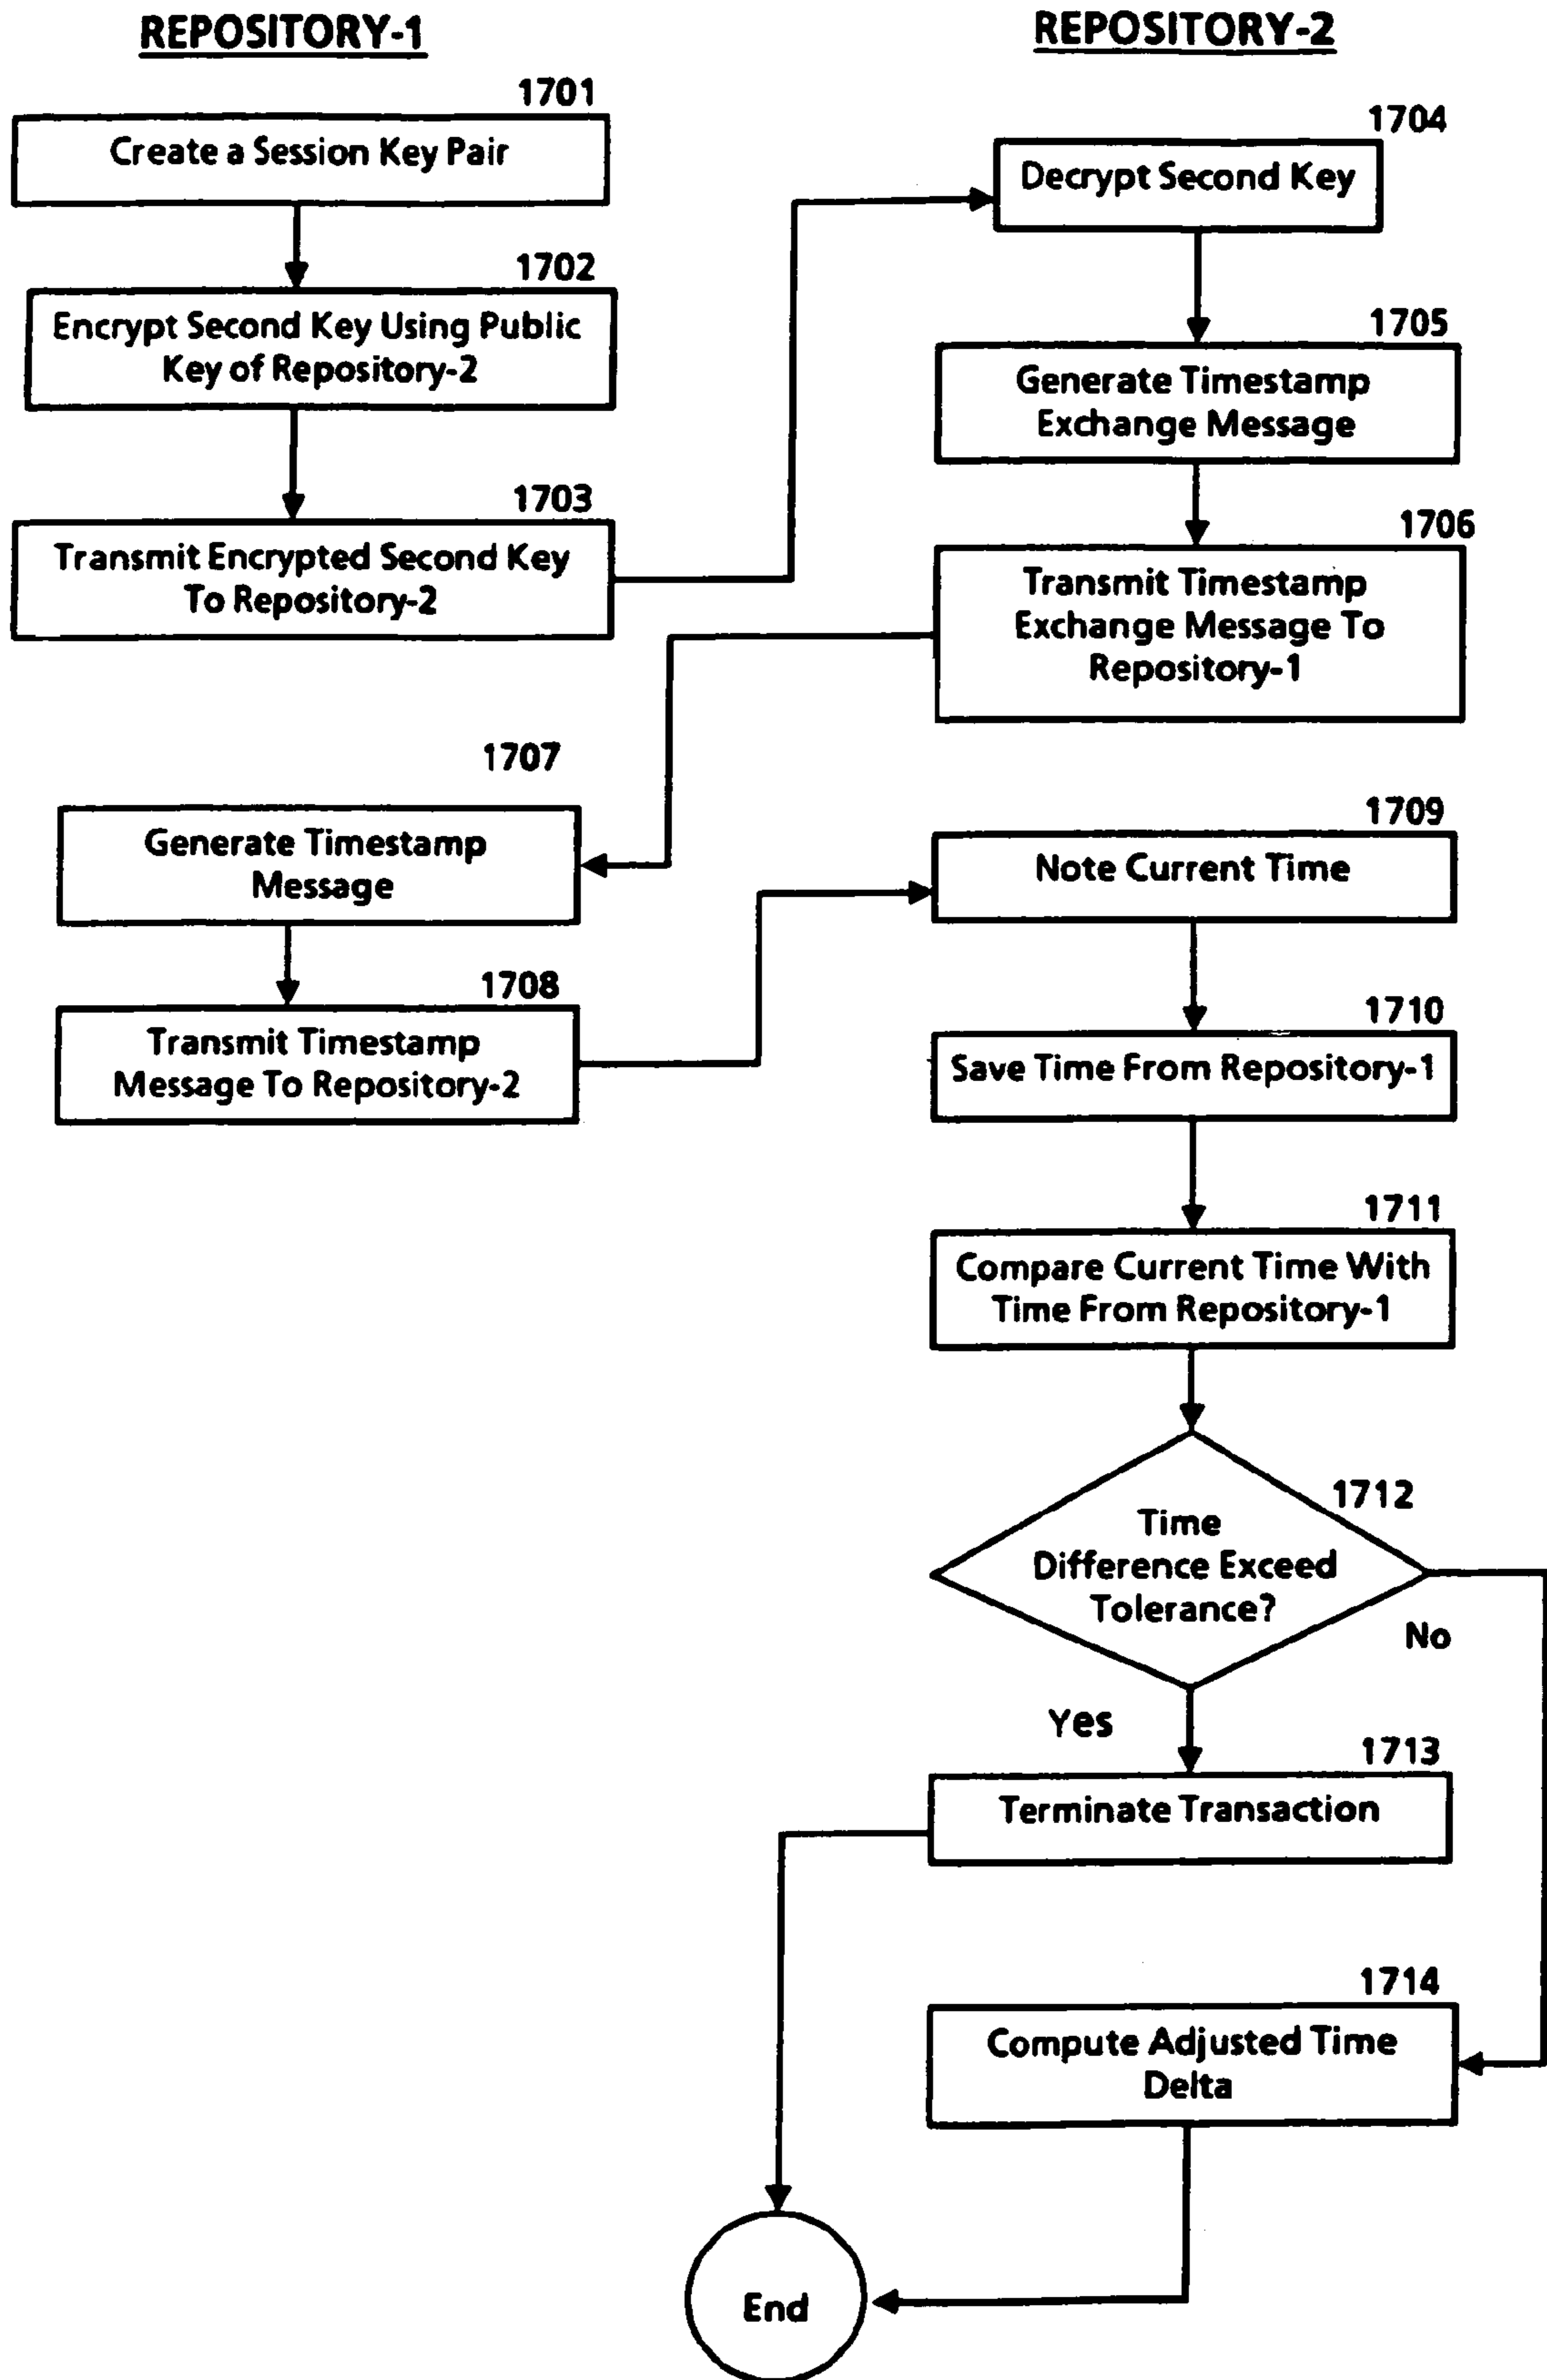 REPOSITORY-1
REPOSITORY-2
1701
Create a Session Key Pair
1702
Encrypt Second Key Using Public
Key of Repository-2
1703
Transmit Encrypted Second Key
To Repository-2
1704
Decrypt Second Key
1705
Generate Timestamp
Exchange Message
1706
Transmit Timestamp
Exchange Message To
Repository-1
1707
Generate Timestamp
Message
1708
Transmit Timestamp
Message To Repository-2
1709
Note Current Time
1710
Save Time From Repository-1
1711
Compare Current Time With
Time From Repository-1
1712
Time
Difference Exceed
Tolerance?
No
Yes
1713
Terminate Transaction
1714
Compute Adjusted Time
Delta
End